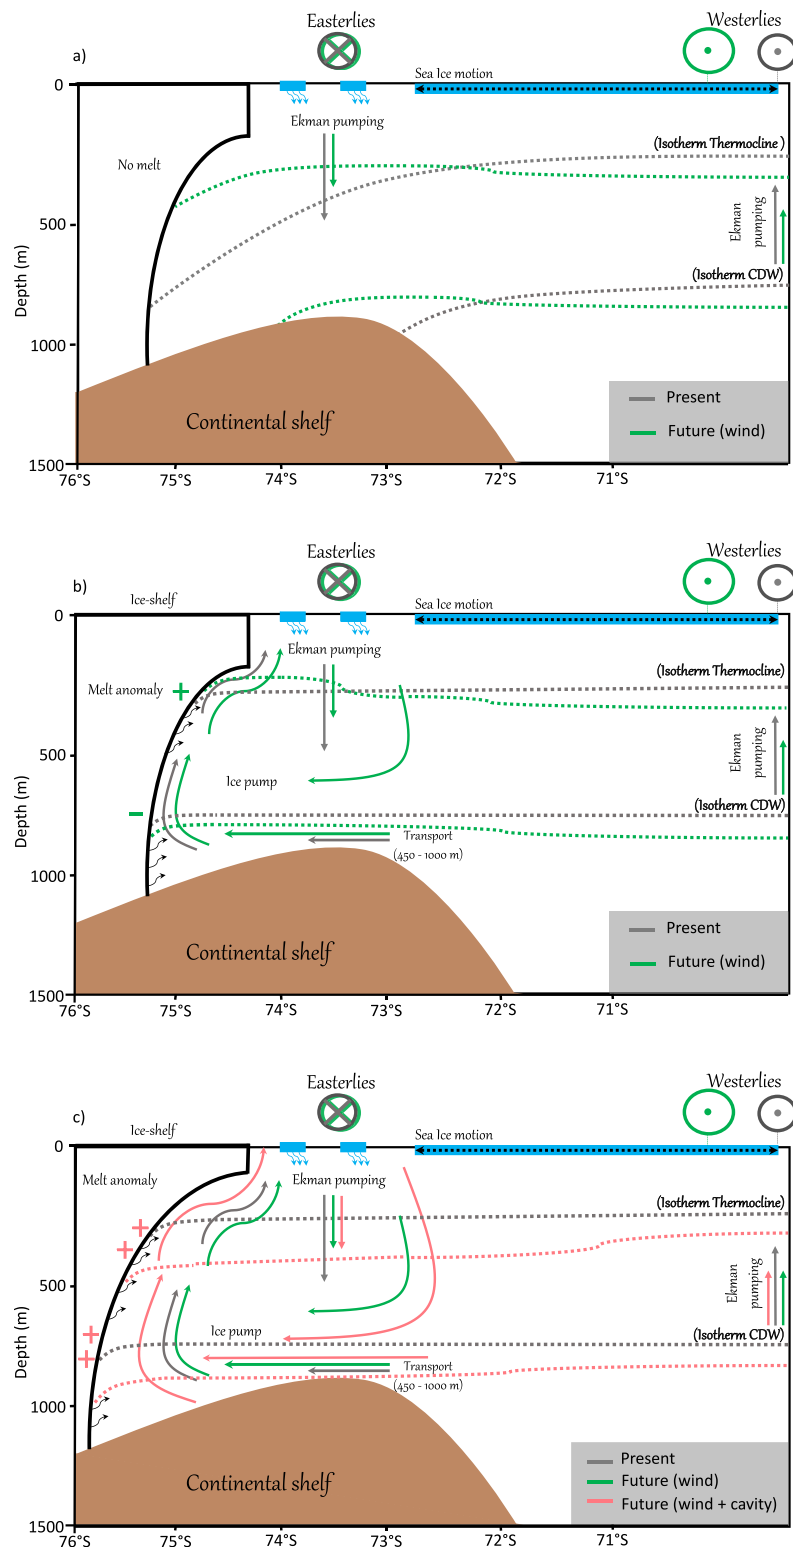 Easterlies
Westerlies
a)
Sea Ice motion
0
Ekman pumping
(Isotherm Thermocline )
No melt
500
Ekman
pumping
Depth (m)
(Isotherm CDW)
1000
Present
Continental shelf
Future (wind)
1500
76°S 75°S 74°S 73°S 72°S 71°S
Easterlies
Westerlies
b)
Ice-shelf
Sea Ice motion
0
Ekman pumping
(Isotherm Thermocline)
Melt anomaly +
500
Ekman
pumping
Ice pump
Depth (m)
(Isotherm CDW)
−
Transport
(450 - 1000 m)
1000
Present
Continental shelf
Future (wind)
1500
76°S 75°S 74°S 73°S 72°S 71°S
Easterlies
Westerlies
c)
Ice-shelf
Sea Ice motion
0
Melt anomaly
Ekman pumping
(Isotherm Thermocline)
+
+
500
Ekman
pumping
Ice pump
Depth (m)
(Isotherm CDW)
+
+
Transport
(450 - 1000 m)
1000
Present
Continental shelf
Future (wind)
Future (wind + cavity)
1500
76°S 75°S 74°S 73°S 72°S 71°S